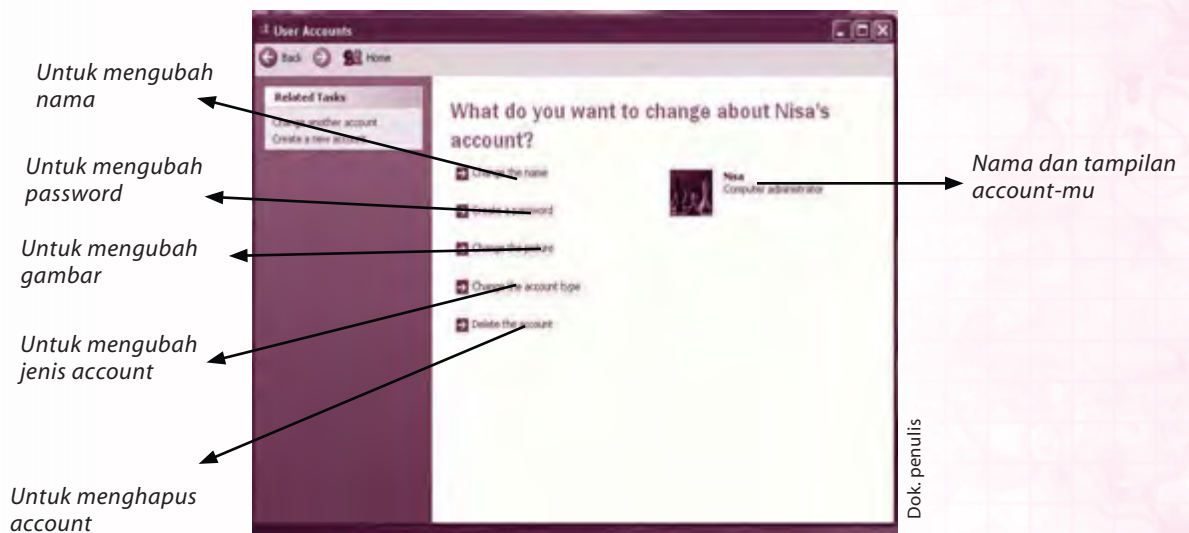 User Accounts
Back Home
Untuk mengubah
nama
Related Tasks
Change another account
Create a new account
What do you want to change about Nisa's
account?
Untuk mengubah
password
Change the name
Nisa
Computer administrator
Nama dan tampilan
account-mu
Create a password
Untuk mengubah
gambar
Change the picture
Change the account type
Untuk mengubah
jenis account
Delete the account
Untuk menghapus
account
Dok. penulis